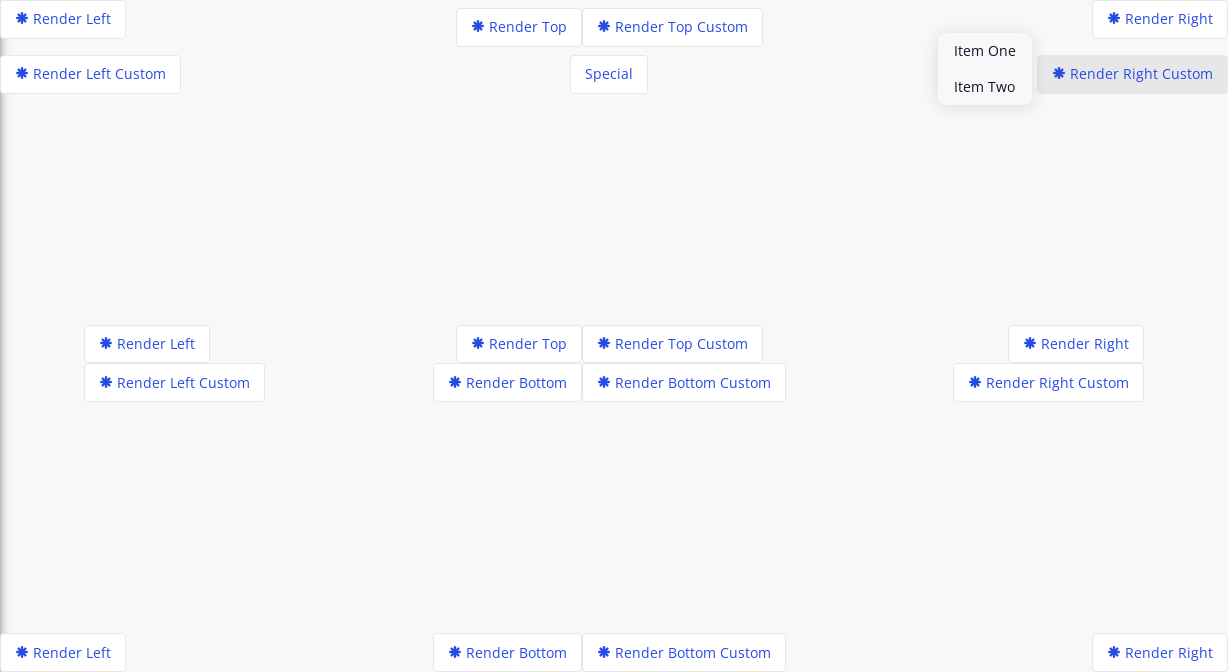 Render Left
Render Top
Render Top Custom
Render Right
Item One
Render Left Custom
Special
Render Right Custom
Item Two
Render Left
Render Top
Render Top Custom
Render Right
Render Left Custom
Render Bottom
Render Bottom Custom
Render Right Custom
Render Left
Render Bottom
Render Bottom Custom
Render Right